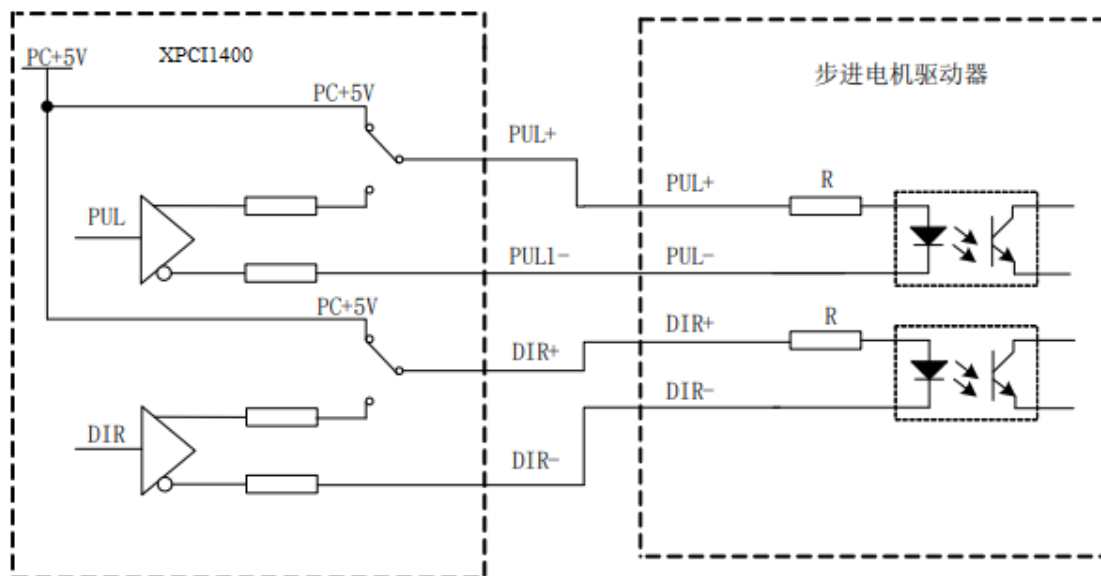 PC+5V
XPCI1400
步进电机驱动器
PC+5V
PUL+
PUL+
R
PUL
PUL1-
PUL-
PC+5V
DIR+
DIR+
R
DIR-
DIR
DIR-